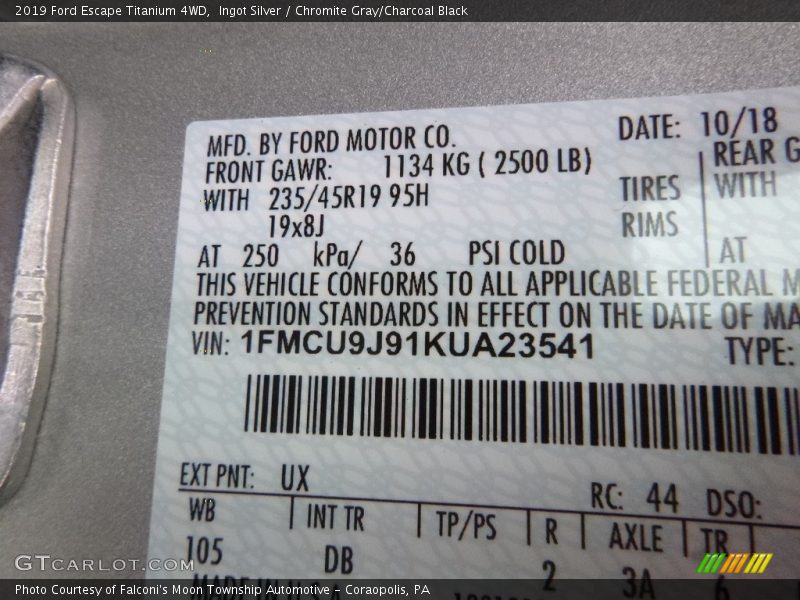 2019 Ford Escape Titanium 4WD, Ingot Silver / Chromite Gray/Charcoal Black
MFD. BY FORD MOTOR CO. DATE: 10/18
FRONT GAWR: 1134 KG ( 2500 LB) REAR G
WITH 235/45R19 95H TIRES WITH
19x8J RIMS
AT 250 kPa/ 36 PSI COLD AT
THIS VEHICLE CONFORMS TO ALL APPLICABLE FEDERAL M
PREVENTION STANDARDS IN EFFECT ON THE DATE OF MA
VIN: 1FMCU9J91KUA23541 TYPE:
EXT PNT: UX RC: 44 DSO:
WB INT TR TP/PS R AXLE TR
105 DB 2 3A 6
MADE IN U.S.A
GTCARLOT.COM
Photo Courtesy of Falconi's Moon Township Automotive – Coraopolis, PA